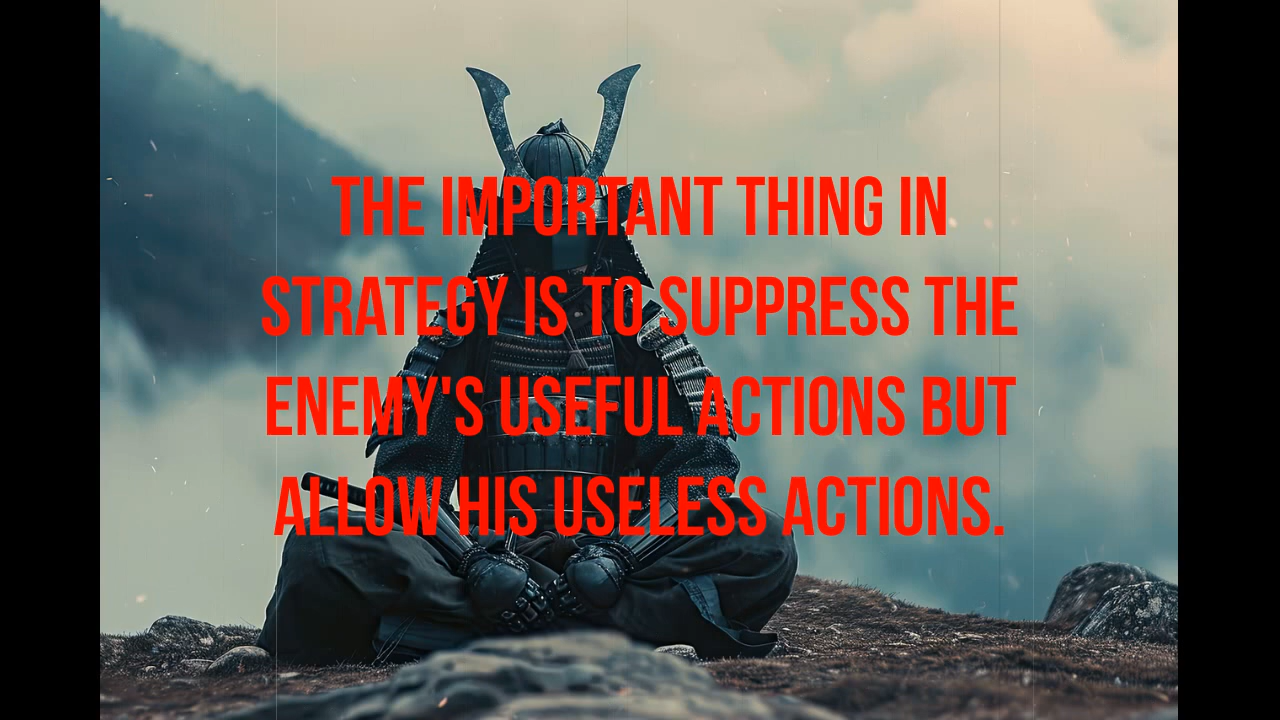 THE IMPORTANT THING IN
STRATEGY IS TO SUPPRESS THE
ENEMY'S USEFUL ACTIONS BUT
ALLOW HIS USELESS ACTIONS.